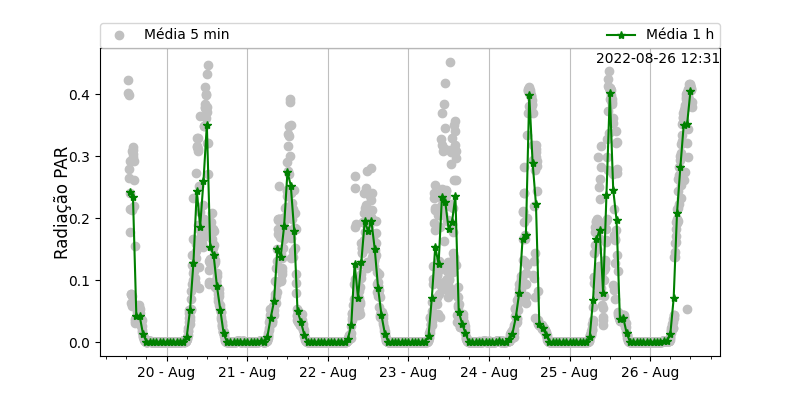 Média 5 min
Média 1 h
2022-08-26 12:31
Radiação PAR
0.4
0.3
0.2
0.1
0.0
20 - Aug
21 - Aug
22 - Aug
23 - Aug
24 - Aug
25 - Aug
26 - Aug